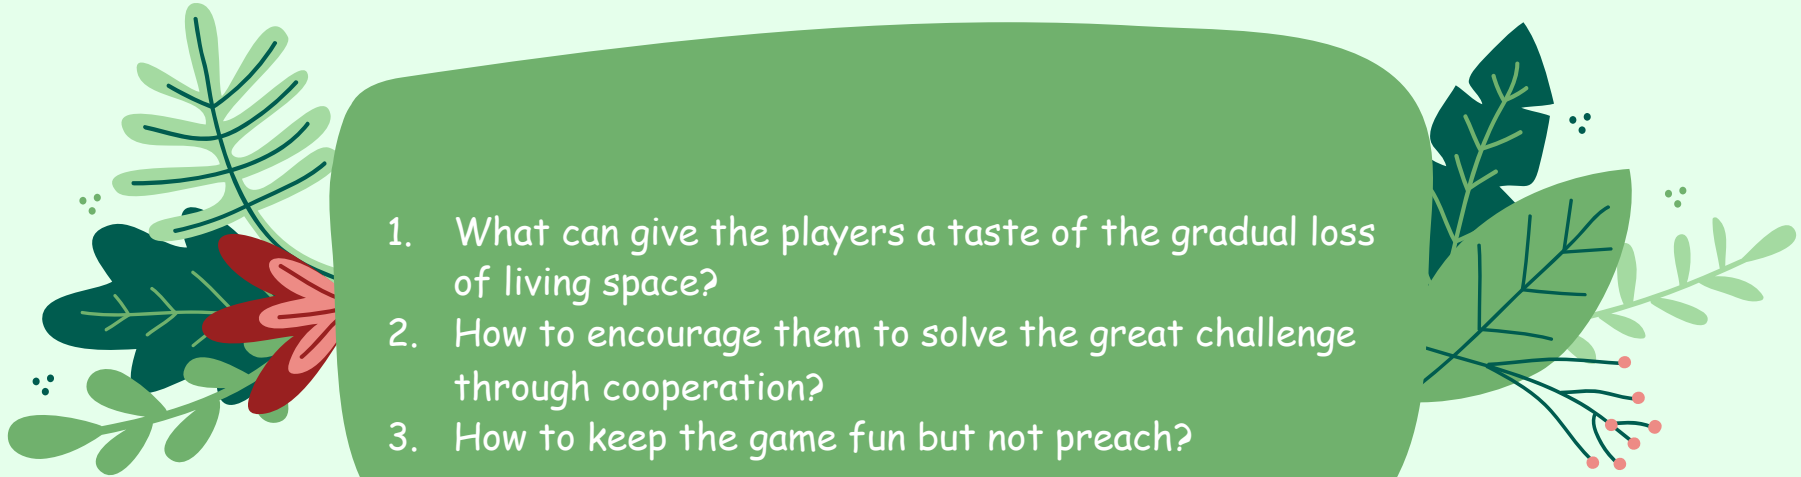 1. What can give the players a taste of the gradual loss
of living space?
2. How to encourage them to solve the great challenge
through cooperation?
3. How to keep the game fun but not preach?